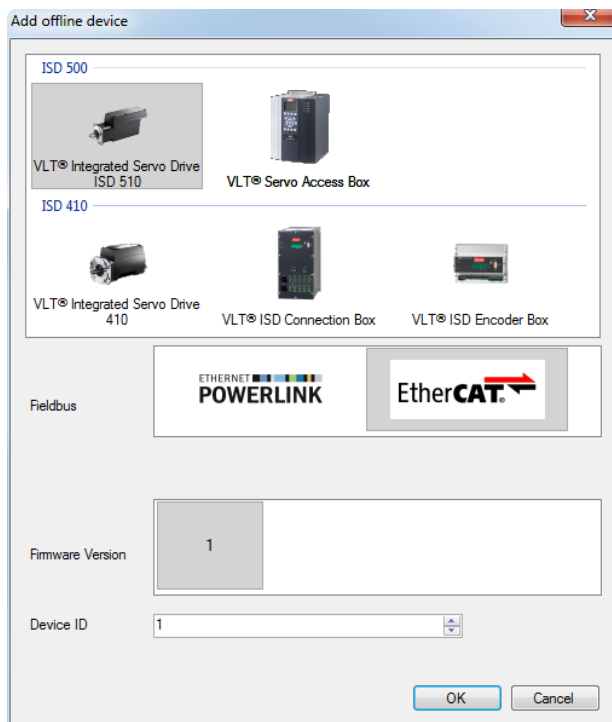 Add offline device
ISD 500
VLT® Integrated Servo Drive
ISD 510
VLT® Servo Access Box
ISD 410
VLT® Integrated Servo Drive
410
VLT® ISD Connection Box
VLT® ISD Encoder Box
Fieldbus
ETHERNET
POWERLINK
EtherCAT®
Firmware Version
1
Device ID
1
OK
Cancel